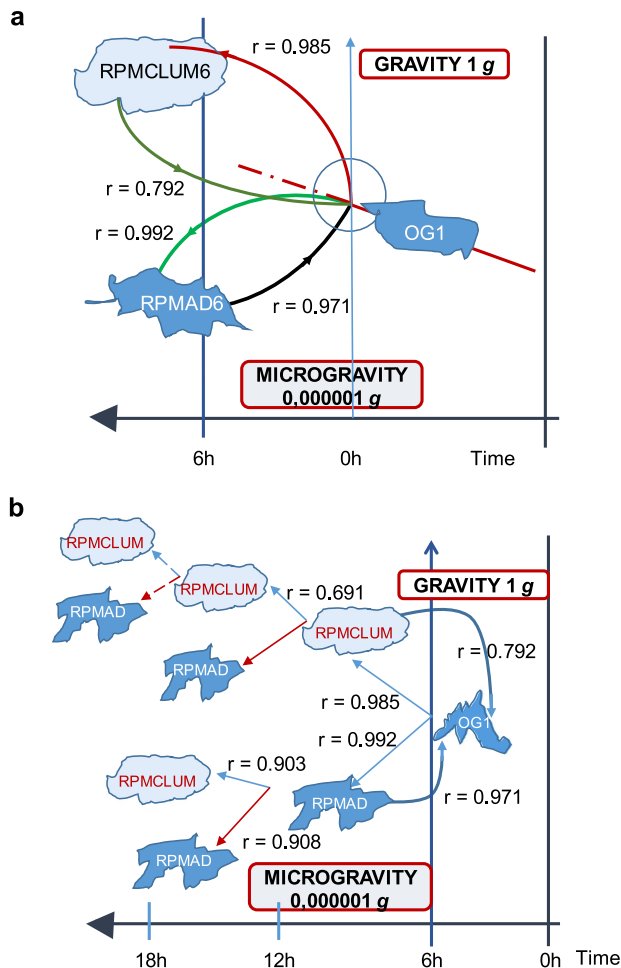 a
r = 0.985
RPMCLUM6
GRAVITY 1 g
r = 0.792
r = 0.992
OG1
RPMAD6
r = 0.971
MICROGRAVITY
0,000001 g
6h
0h
Time
b
RPMCLUM
RPMCLUM
GRAVITY 1 g
RPMAD
r = 0.691
RPMCLUM
r = 0.792
RPMAD
r = 0.985
OG1
r = 0.992
r = 0.903
RPMCLUM
RPMAD
r = 0.971
r = 0.908
RPMAD
MICROGRAVITY
0,000001 g
18h
12h
6h
0h
Time